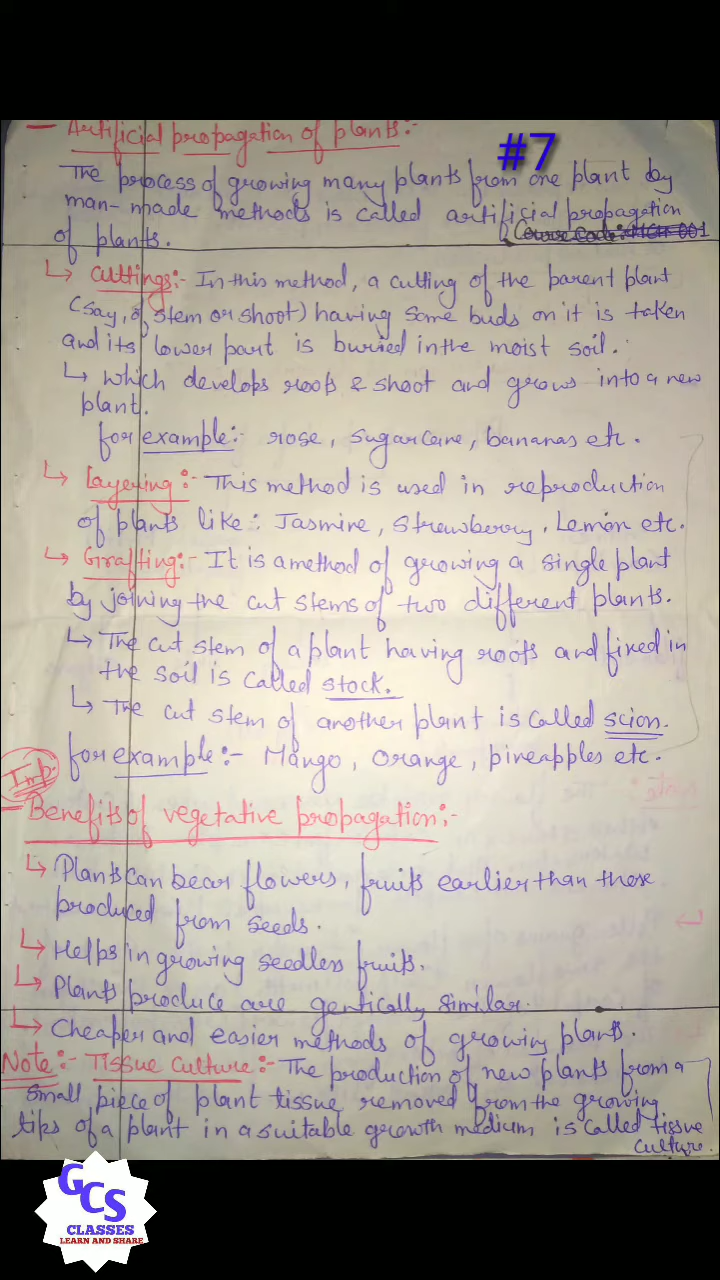 — Artificial propagation of plants:-
#7
The process of growing many plants from one plant by
man-made methods is called artificial propagation
of plants.
Course Code: MCH 001
↳ Cuttings:- In this method, a cutting of the parent plant
(say, of stem or shoot) having some buds on it is taken
and its lower part is buried in the moist soil.
↳ which develops roots & shoot and grows into a new
plant.
for example:- rose, sugarcane, bananas etc.
↳ Layering:- This method is used in reproduction
of plants like: Jasmine, Strawberry, Lemon etc.
↳ Grafting:- It is a method of growing a single plant
by joining the cut stems of two different plants.
↳ The cut stem of a plant having roots and fixed in
the soil is called stock.
↳ The cut stem of another plant is called scion.
for example:- Mango, Orange, pineapples etc.
Imp.
Benefits of vegetative propagation:-
↳ Plants can bear flowers, fruits earlier than those
produced from seeds.
↳ Helps in growing seedless fruits.
↳ Plants produce are gentically similar.
↳ Cheaper and easier methods of growing plants.
Note:- Tissue culture:- The production of new plants from a
small piece of plant tissue removed from the growing
tips of a plant in a suitable growth medium is called tissue
culture.
GCS
CLASSES
LEARN AND SHARE